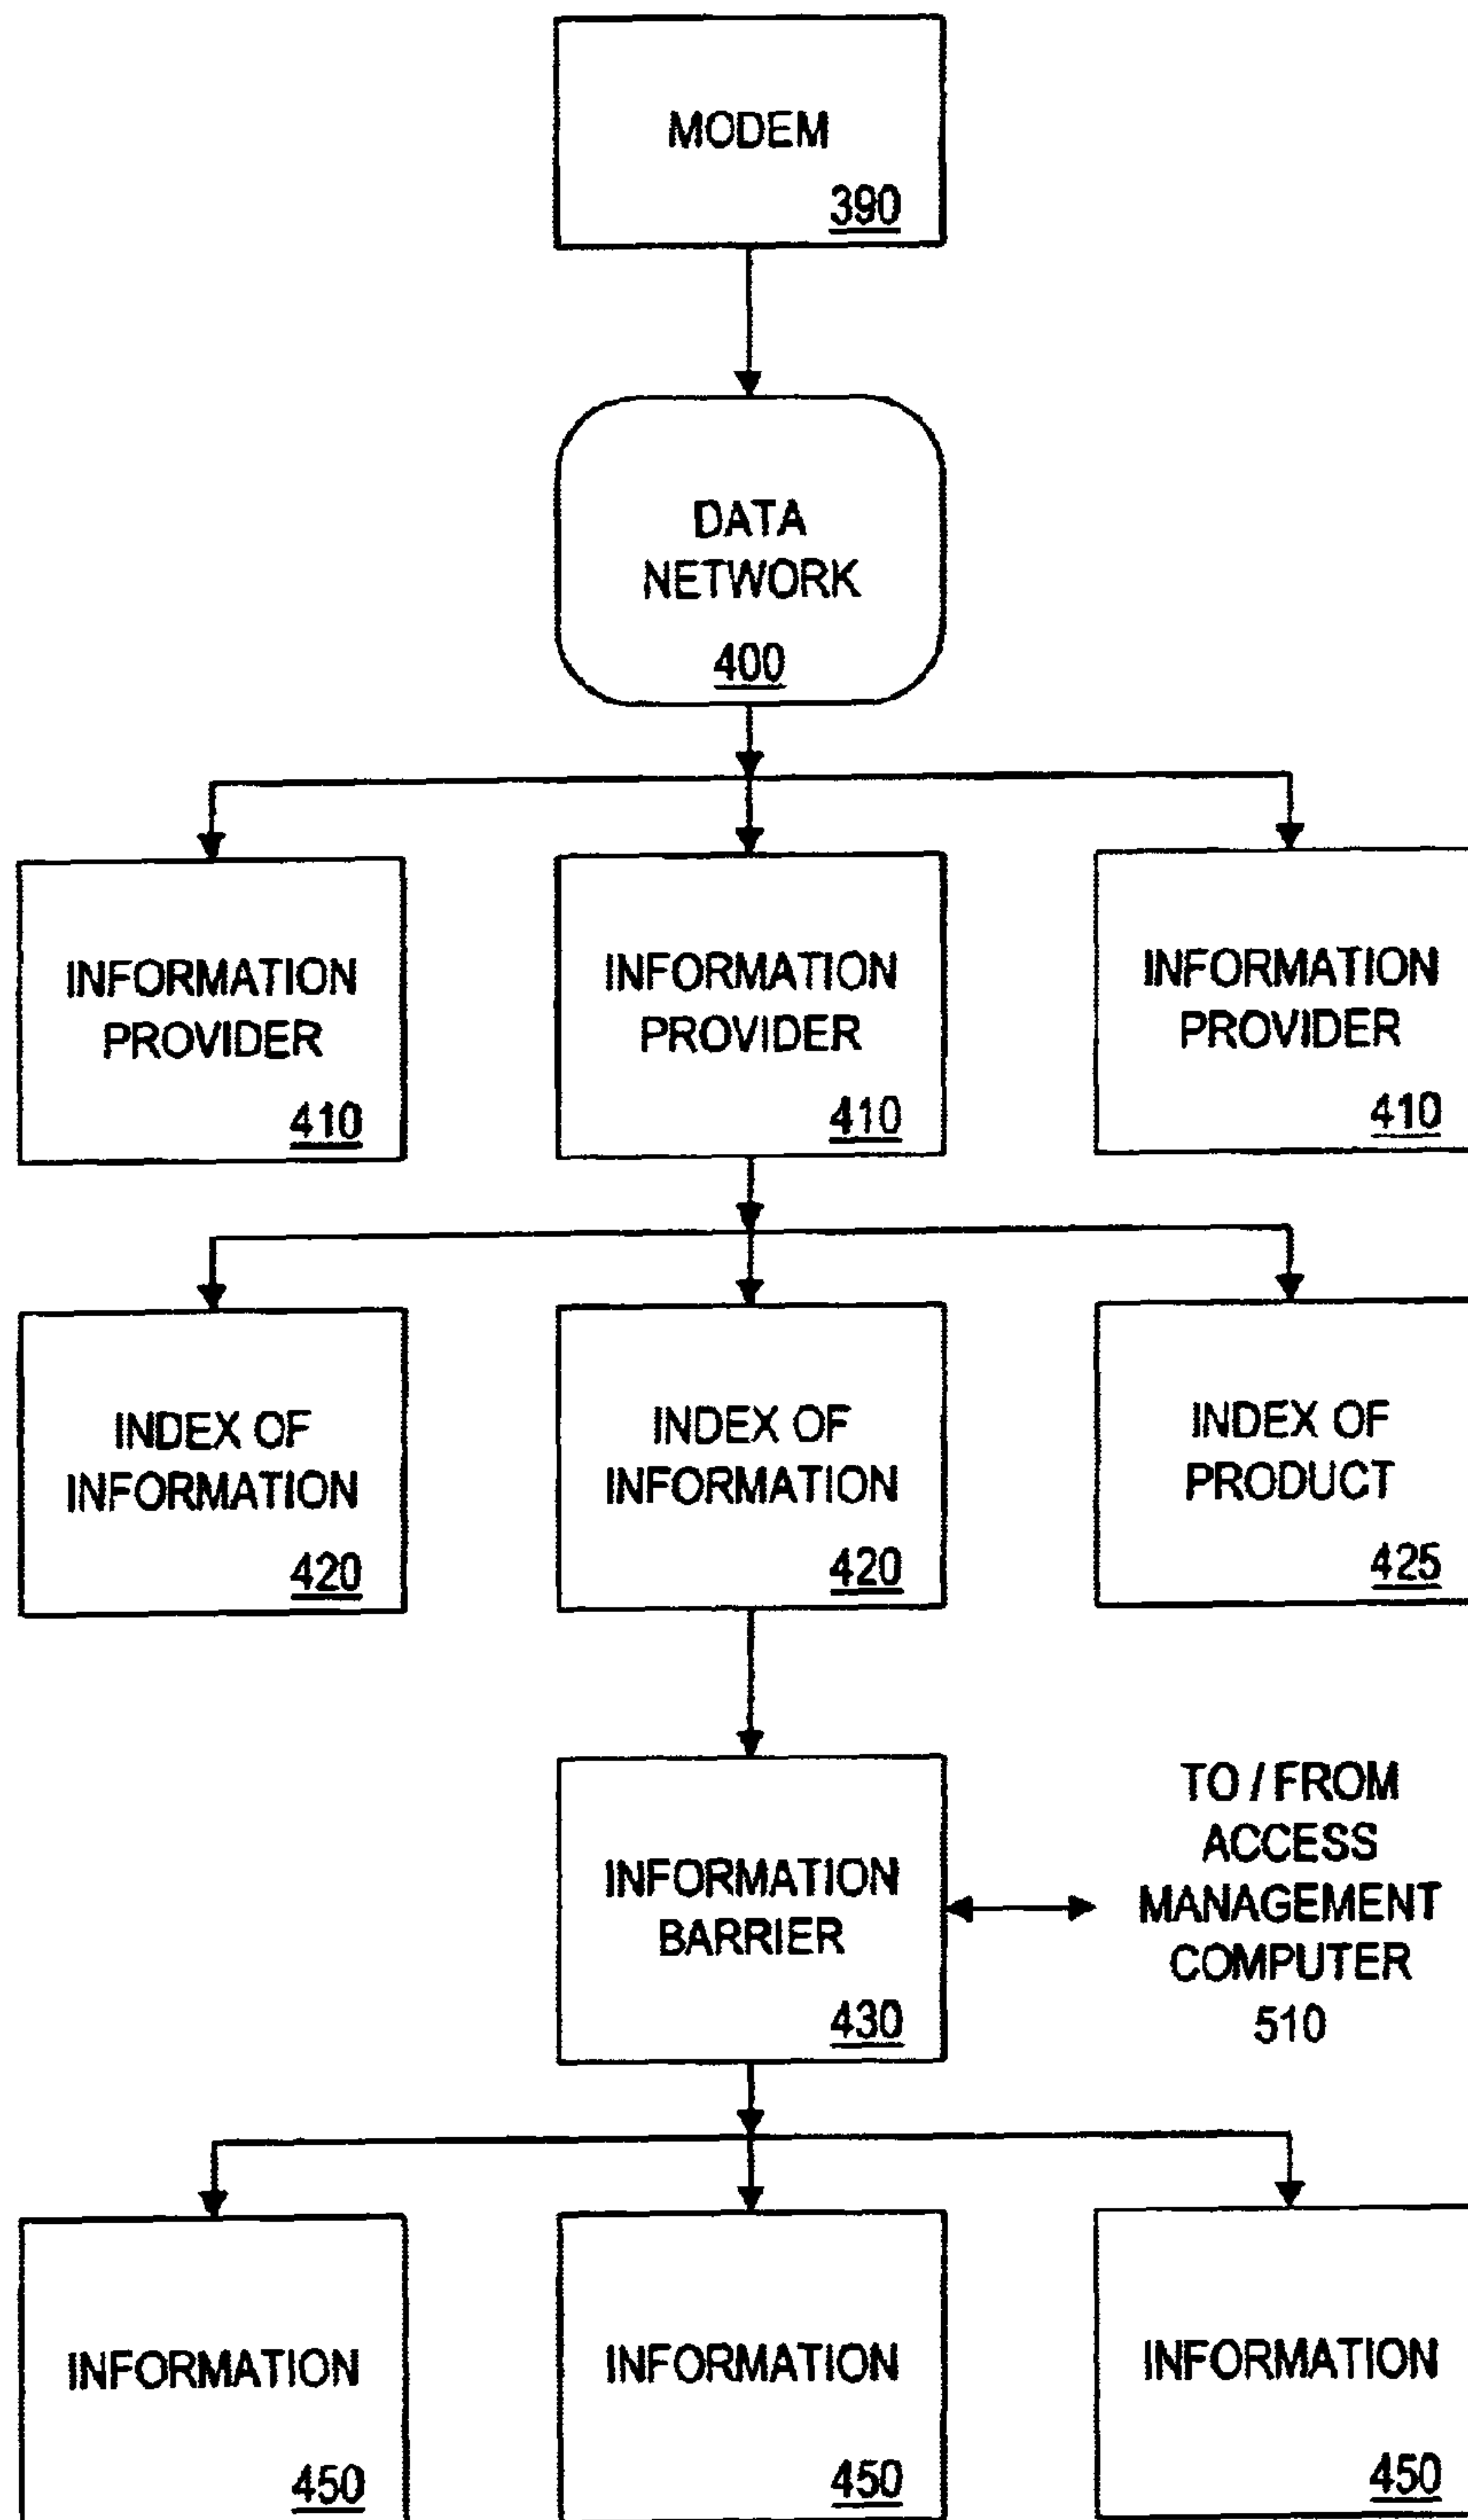 MODEM
390
DATA
NETWORK
400
INFORMATION
PROVIDER
410
INFORMATION
PROVIDER
410
INFORMATION
PROVIDER
410
INDEX OF
INFORMATION
420
INDEX OF
INFORMATION
420
INDEX OF
PRODUCT
425
INFORMATION
BARRIER
430
TO / FROM
ACCESS
MANAGEMENT
COMPUTER
510
INFORMATION
450
INFORMATION
450
INFORMATION
450